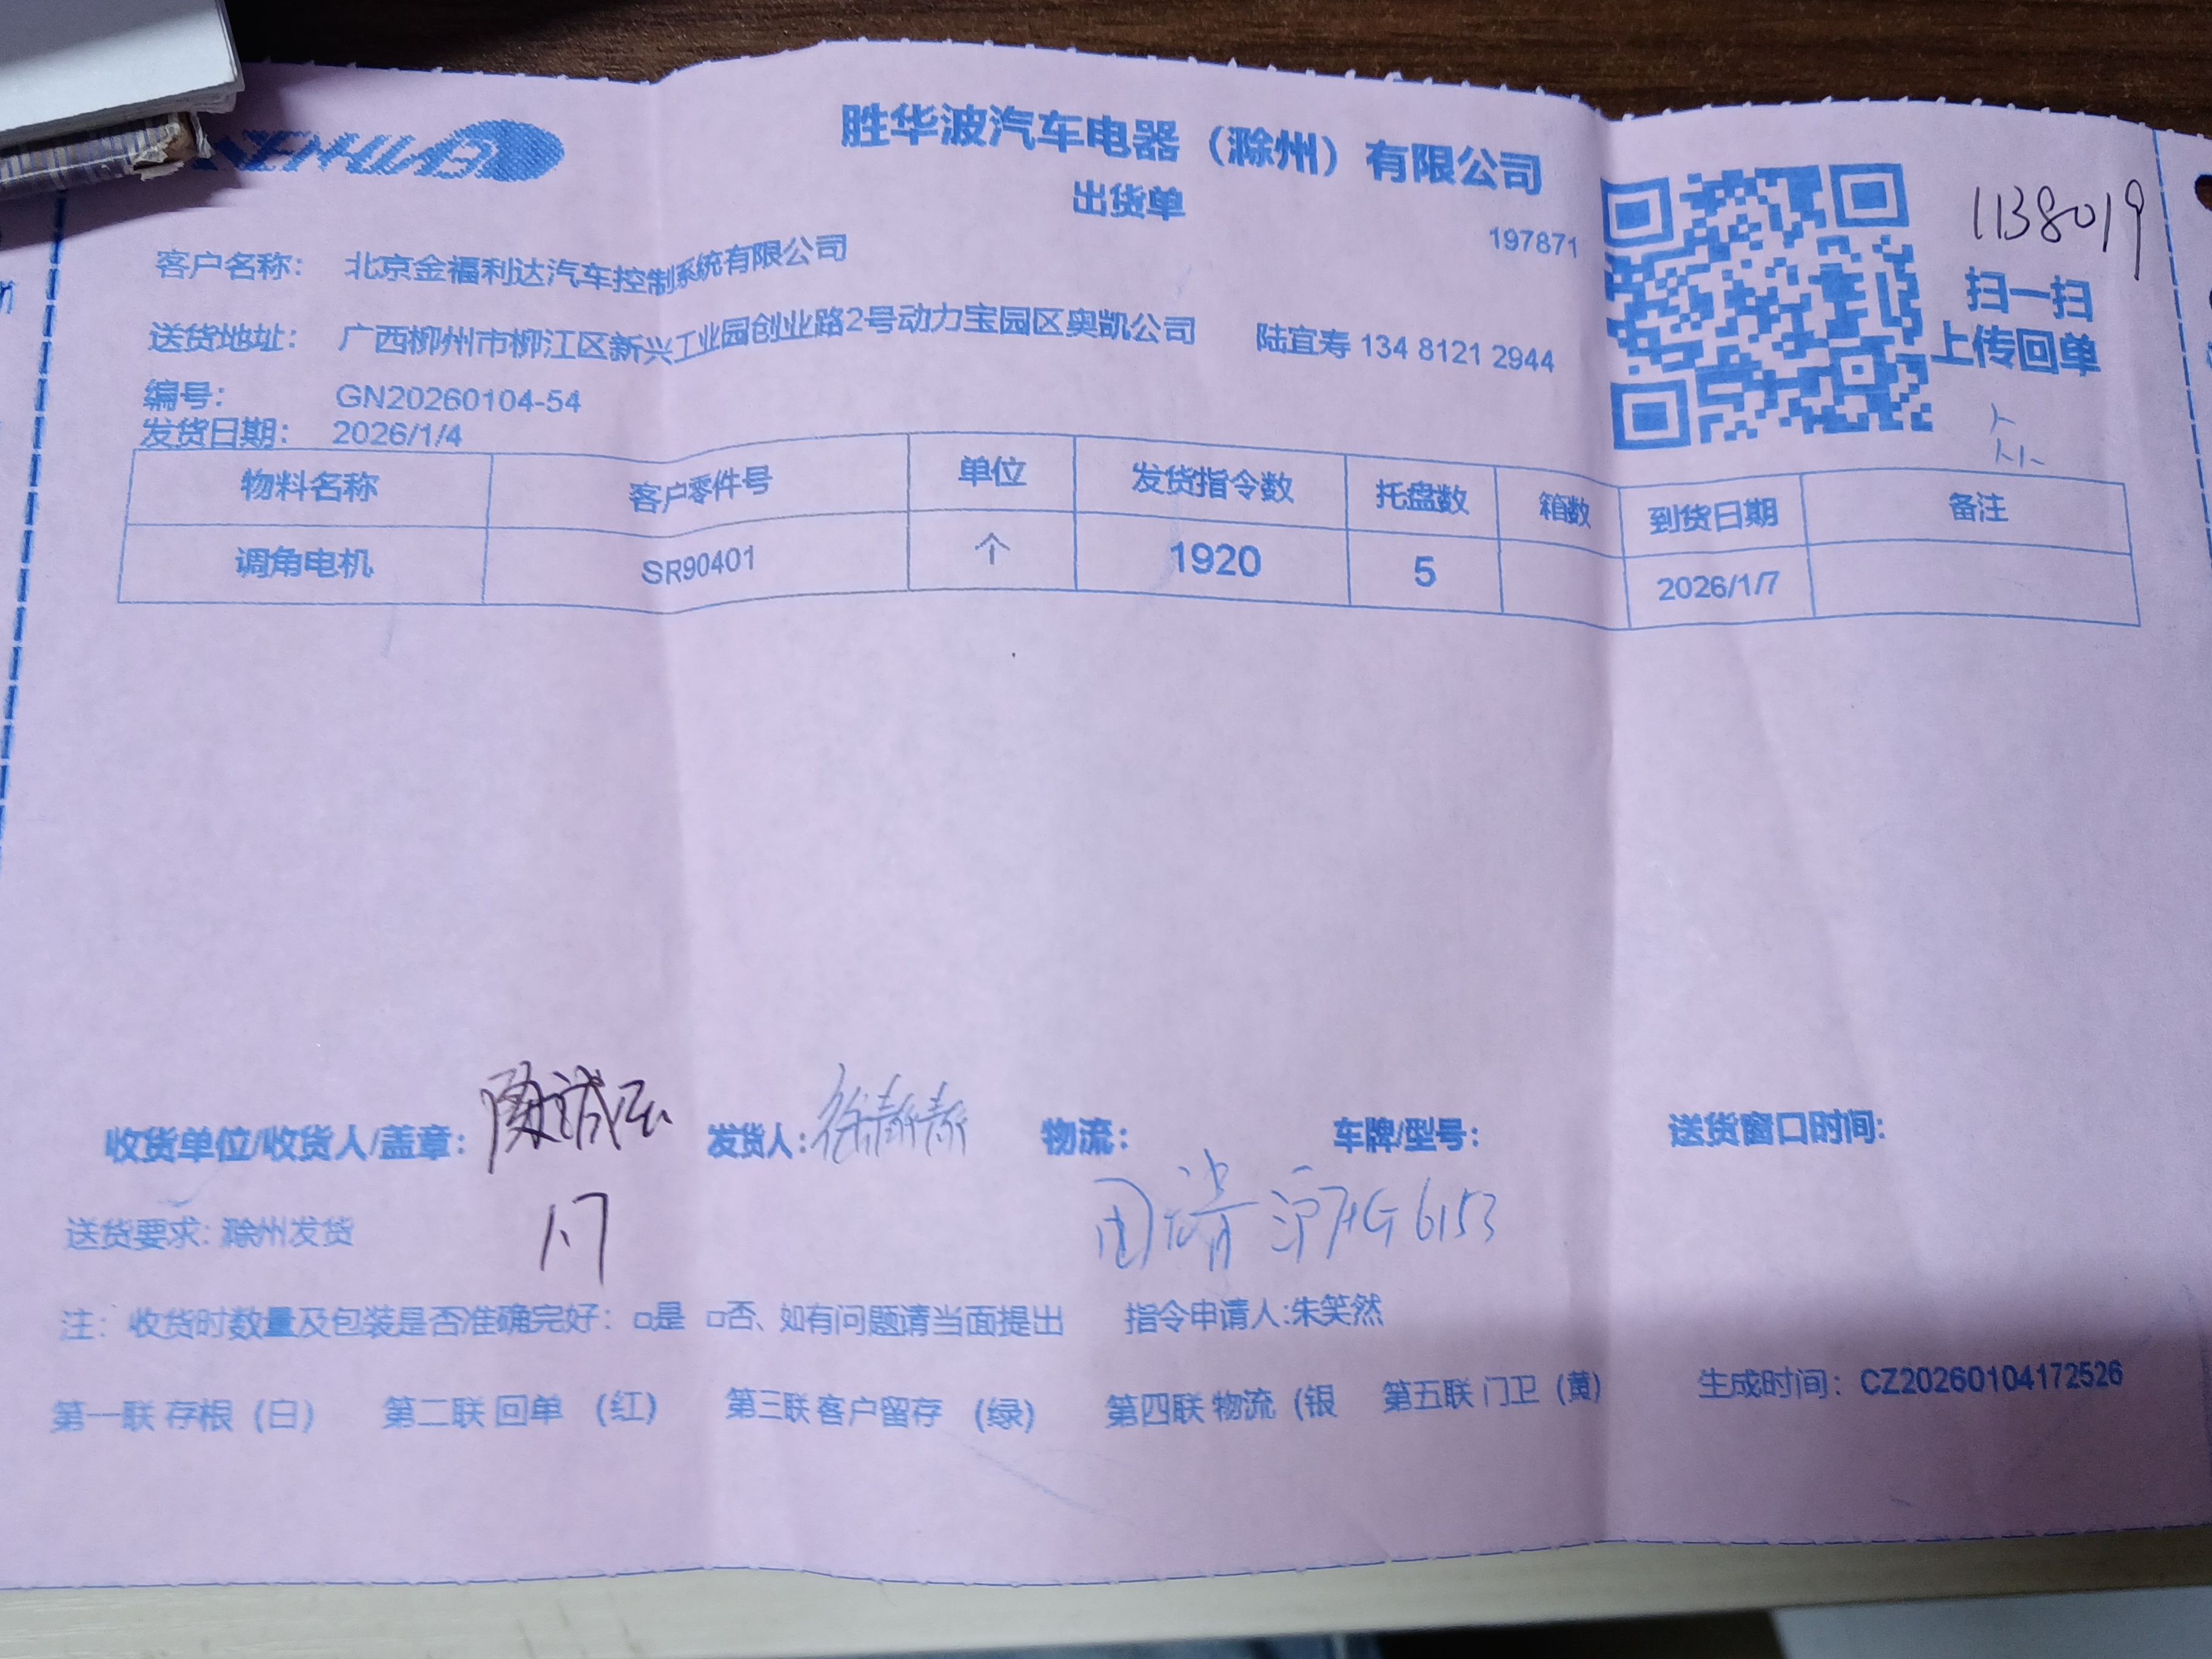 胜华波汽车电器（滁州）有限公司
出货单
197871
1138019
扫一扫
上传回单
客户名称： 北京金福利达汽车控制系统有限公司
送货地址： 广西柳州市柳江区新兴工业园创业路2号动力宝园区奥凯公司 陆宜寿 134 8121 2944
编号： GN20260104-54
发货日期： 2026/1/4
物料名称 客户零件号 单位 发货指令数 托盘数 箱数 到货日期 备注
调角电机 SR90401 个 1920 5 2026/1/7
收货单位/收货人/盖章： 发货人：徐静静 物流： 车牌/型号： 送货窗口时间:
1.7
6153
送货要求: 滁州发货
注： 收货时数量及包装是否准确完好：□是 □否、如有问题请当面提出 指令申请人:朱笑然
第一联 存根（白） 第二联 回单 （红） 第三联 客户留存 （绿） 第四联 物流（银 第五联 门卫（黄） 生成时间： CZ20260104172526